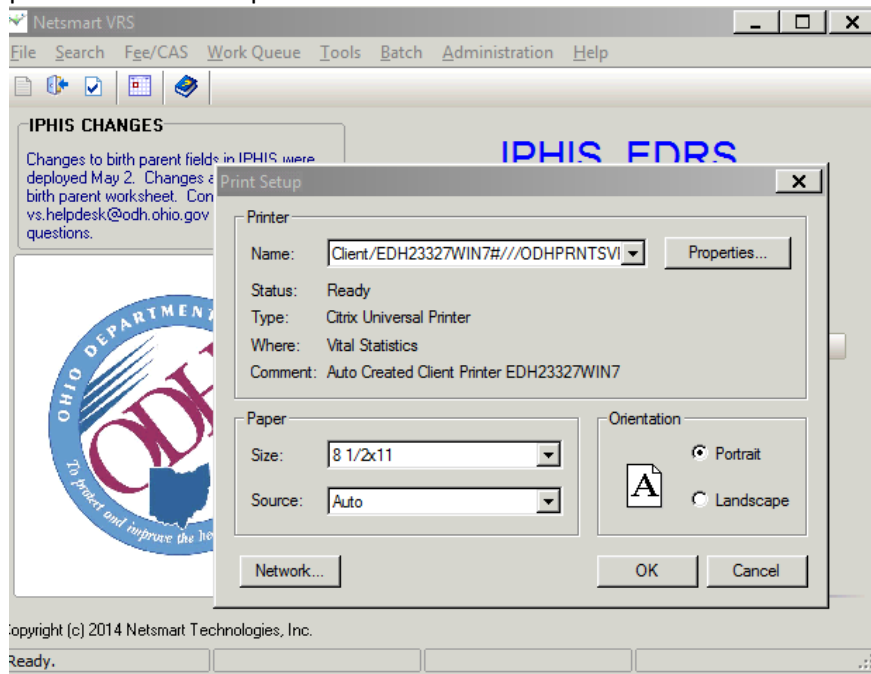 Netsmart VRS
File Search Fee/CAS Work Queue Tools Batch Administration Help
IPHIS CHANGES
Changes to birth parent fields in IPHIS were
deployed May 2. Changes
birth parent worksheet. Con
vs.helpdesk@odh.ohio.gov
questions.
IPHIS EDRS
OHIO DEPARTMENT
ODH
To protect and improve the he
Print Setup
Printer
Name: Client/EDH23327WIN7#///ODHPRNTSVI Properties...
Status: Ready
Type: Citrix Universal Printer
Where: Vital Statistics
Comment: Auto Created Client Printer EDH23327WIN7
Paper
Size: 8 1/2x11
Source: Auto
Orientation
A
Portrait
Landscape
Network... OK Cancel
opyright (c) 2014 Netsmart Technologies, Inc.
Ready.